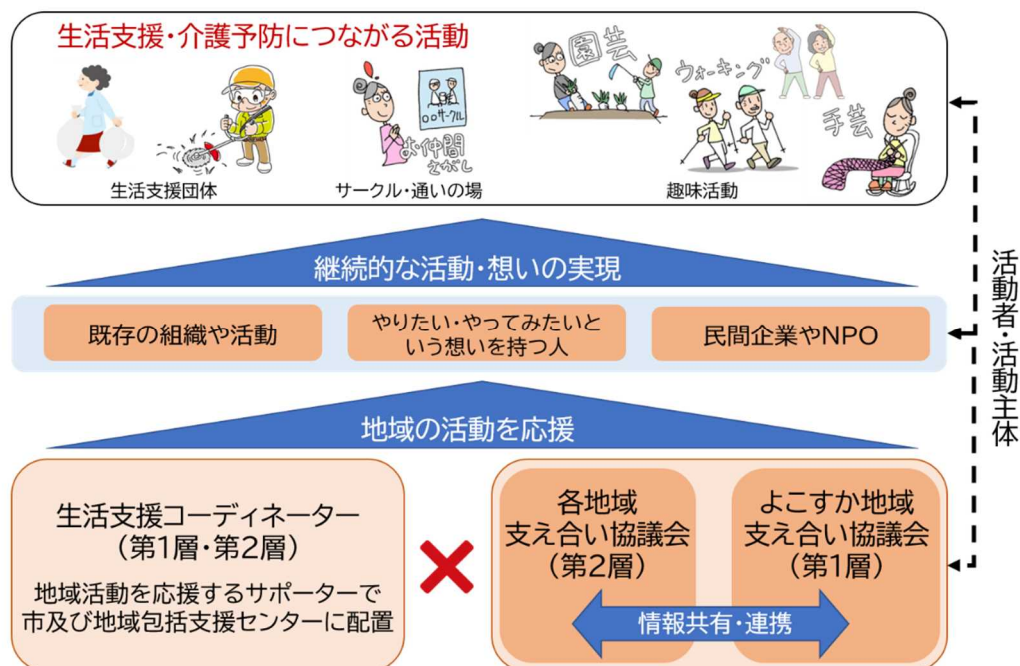 生活支援・介護予防につながる活動
園芸
ウォーキング
手芸
○○サークル
お仲間
さがし
生活支援団体
サークル・通いの場
趣味活動
継続的な活動・想いの実現
既存の組織や活動
やりたい・やってみたいと
いう想いを持つ人
民間企業やNPO
活動者・活動主体
地域の活動を応援
生活支援コーディネーター
（第1層・第2層）
地域活動を応援するサポーターで
市及び地域包括支援センターに配置
各地域
支え合い協議会
（第2層）
よこすか地域
支え合い協議会
（第1層）
情報共有・連携